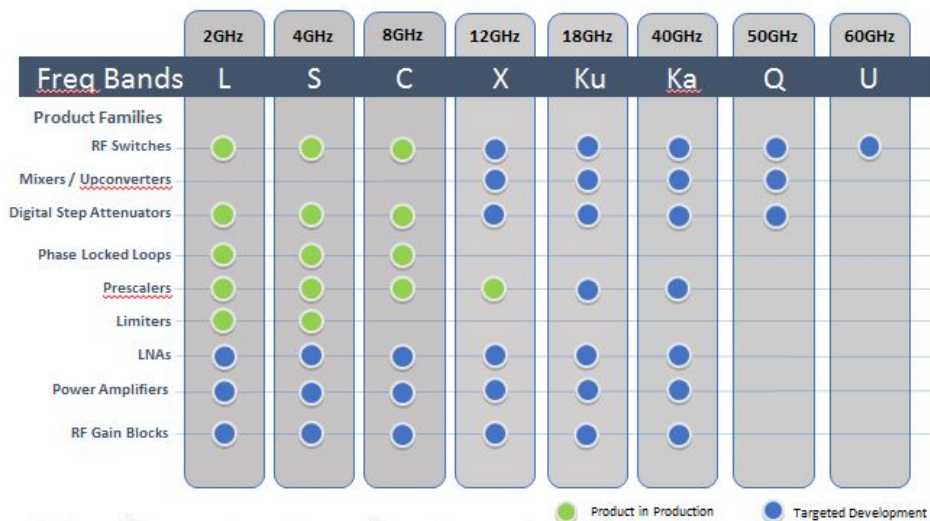 2GHz 4GHz 8GHz 12GHz 18GHz 40GHz 50GHz 60GHz
Freq Bands L S C X Ku Ka Q U
Product Families
RF Switches
Mixers / Upconverters
Digital Step Attenuators
Phase Locked Loops
Prescalers
Limiters
LNAs
Power Amplifiers
RF Gain Blocks
Product in Production Targeted Development